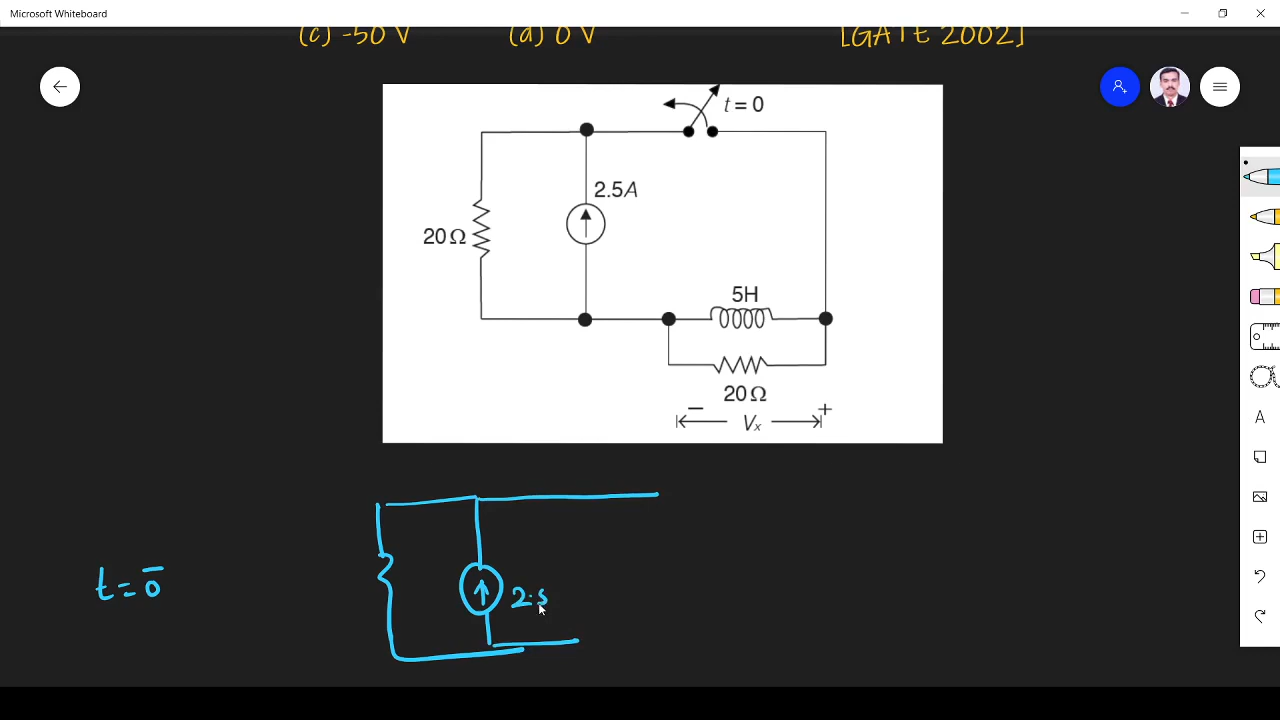 Microsoft Whiteboard
(c) -50 V (d) 0 V [GATE 2002]
t = 0
2.5A
20 Ω
5H
20 Ω
− +
Vx
2.5
t = 0̄
A